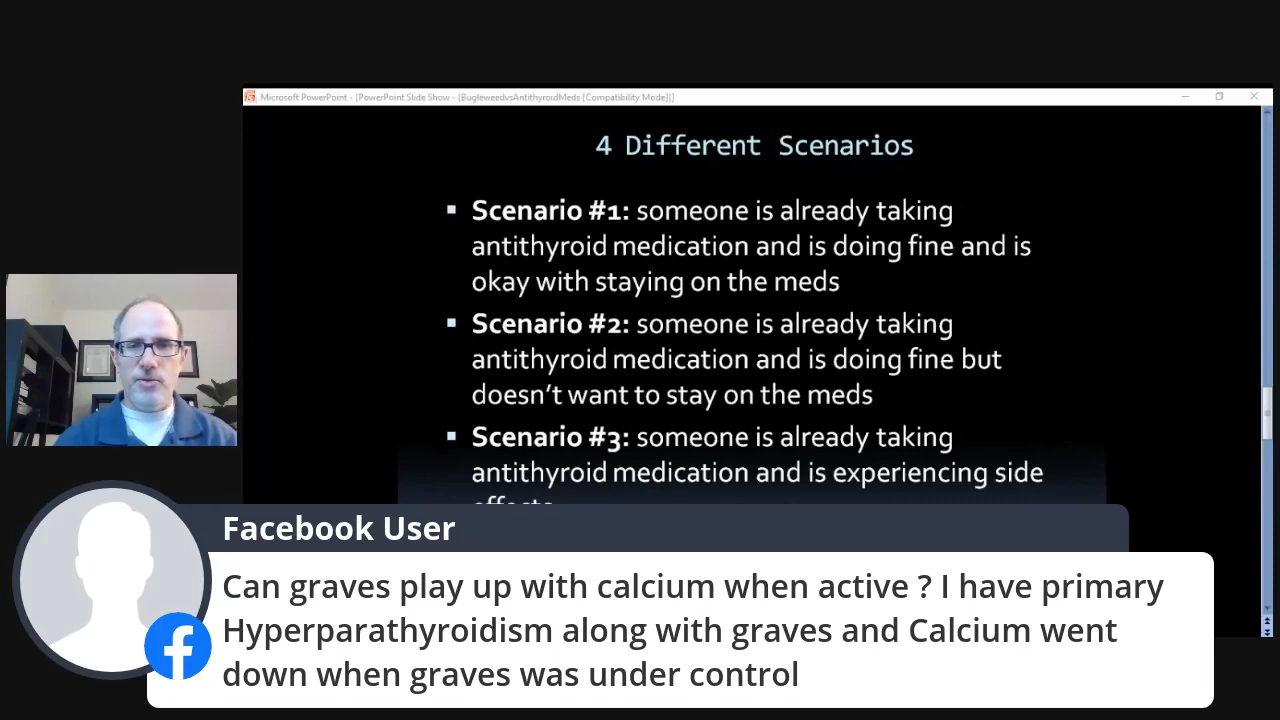 Microsoft PowerPoint - [PowerPoint Slide Show - [BugleweedvsAntithyroidMeds [Compatibility Mode]]]
4 Different Scenarios
▪ Scenario #1: someone is already taking
antithyroid medication and is doing fine and is
okay with staying on the meds
▪ Scenario #2: someone is already taking
antithyroid medication and is doing fine but
doesn't want to stay on the meds
▪ Scenario #3: someone is already taking
antithyroid medication and is experiencing side
effects
Facebook User
Can graves play up with calcium when active ? I have primary
Hyperparathyroidism along with graves and Calcium went
down when graves was under control